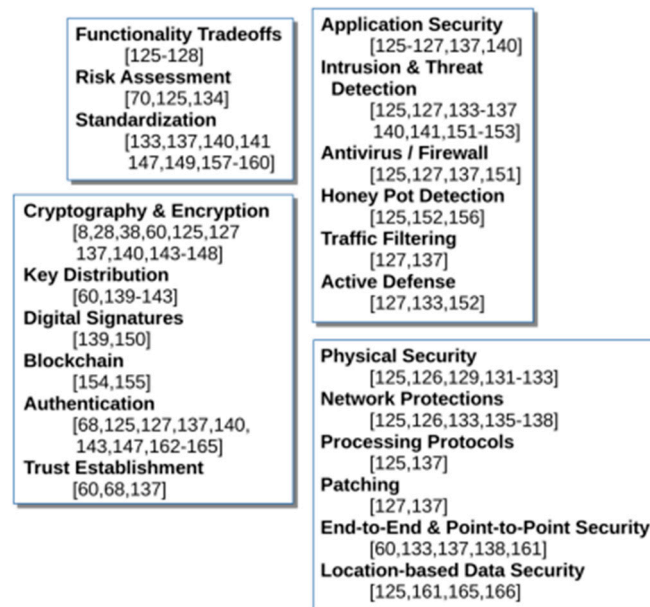 Functionality Tradeoffs
[125-128]
Risk Assessment
[70,125,134]
Standardization
[133,137,140,141
147,149,157-160]
Cryptography & Encryption
[8,28,38,60,125,127
137,140,143-148]
Key Distribution
[60,139-143]
Digital Signatures
[139,150]
Blockchain
[154,155]
Authentication
[68,125,127,137,140,
143,147,162-165]
Trust Establishment
[60,68,137]
Application Security
[125-127,137,140]
Intrusion & Threat
Detection
[125,127,133-137
140,141,151-153]
Antivirus / Firewall
[125,127,137,151]
Honey Pot Detection
[125,152,156]
Traffic Filtering
[127,137]
Active Defense
[127,133,152]
Physical Security
[125,126,129,131-133]
Network Protections
[125,126,133,135-138]
Processing Protocols
[125,137]
Patching
[127,137]
End-to-End & Point-to-Point Security
[60,133,137,138,161]
Location-based Data Security
[125,161,165,166]